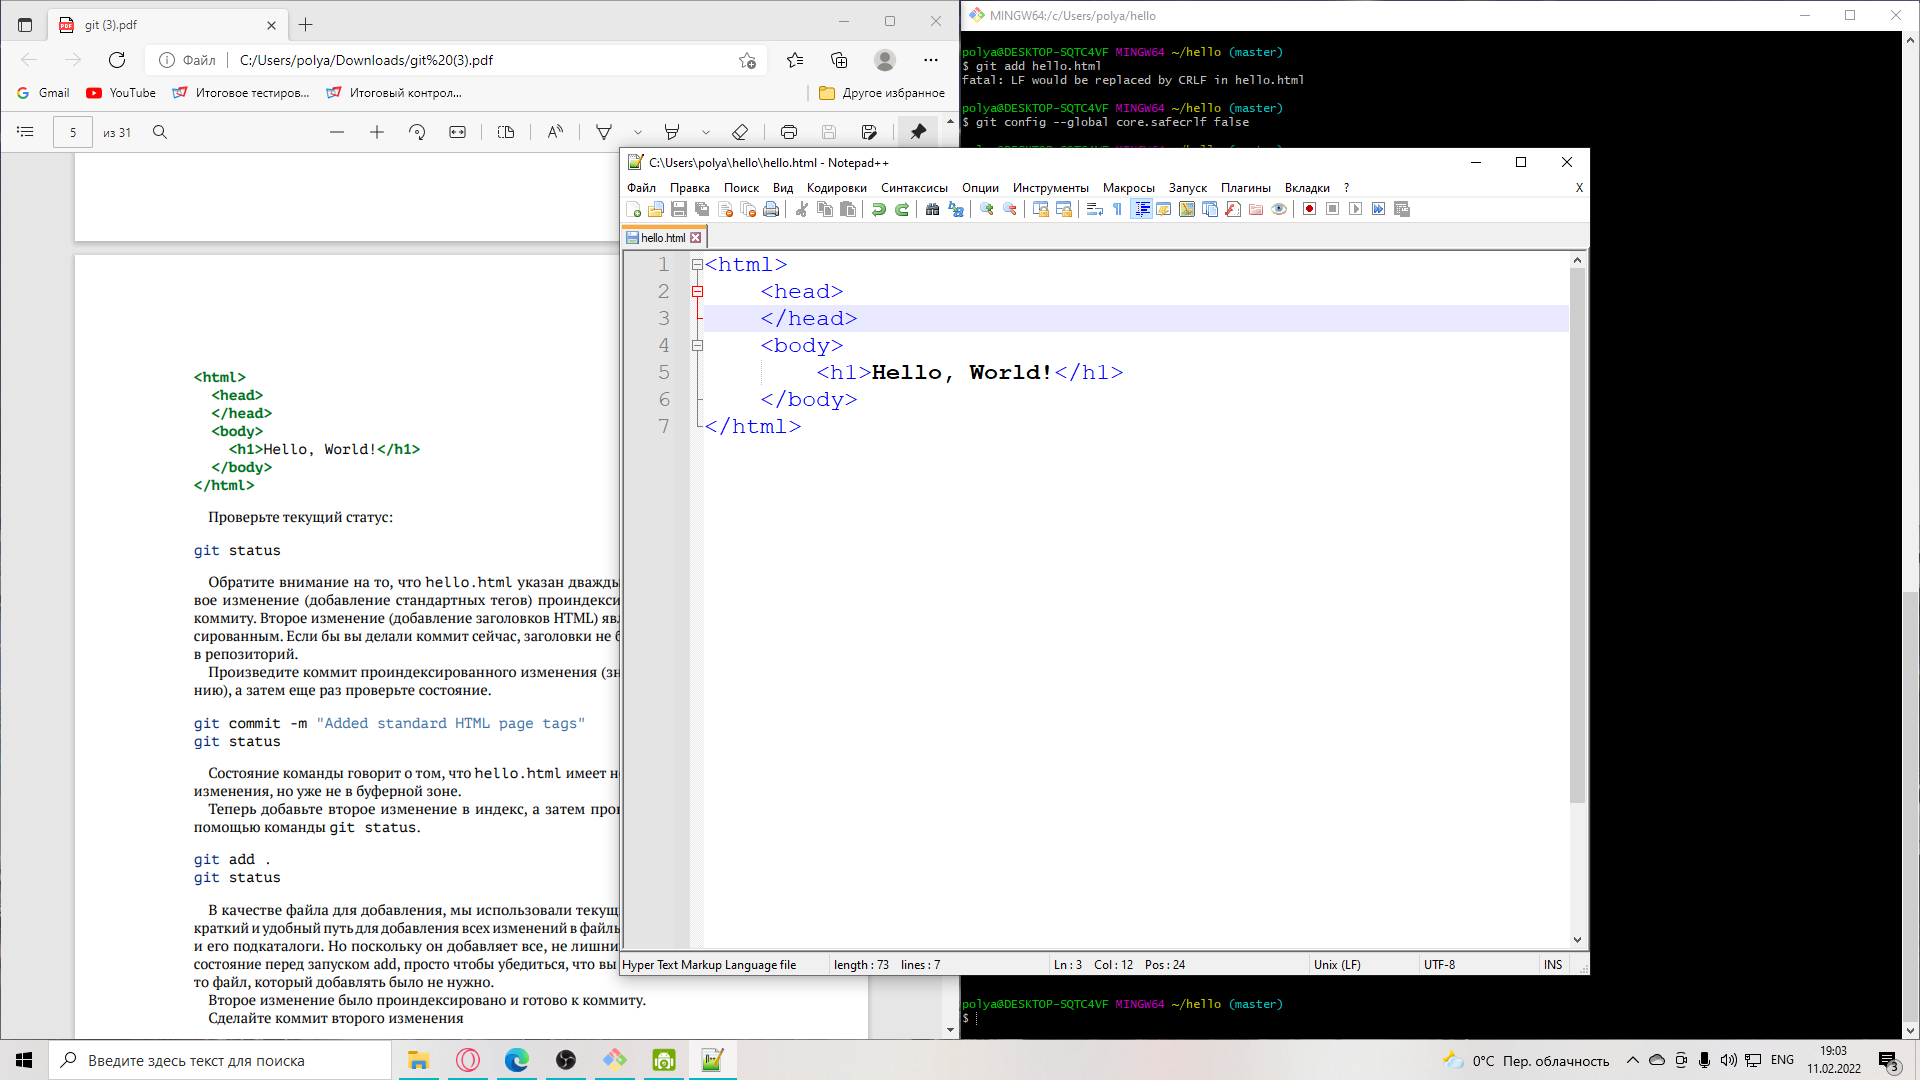 git (3).pdf
Файл
C:/Users/polya/Downloads/git%20(3).pdf
Gmail
YouTube
Итоговое тестиров...
Итоговый контрол...
Другое избранное
5
из 31
<html>
<head>
</head>
<body>
<h1>Hello, World!</h1>
</body>
</html>
Проверьте текущий статус:
git status
Обратите внимание на то, что hello.html указан дважды
вое изменение (добавление стандартных тегов) проиндекси
коммиту. Второе изменение (добавление заголовков HTML)
сированным. Если бы вы делали коммит сейчас, заголовки не
в репозиторий.
Произведите коммит проиндексированного изменения
нию), а затем еще раз проверьте состояние.
git commit -m "Added standard HTML page tags"
git status
Состояние команды говорит о том, что hello.html имеет
изменения, но уже не в буферной зоне.
Теперь добавьте второе изменение в индекс, а затем
помощью команды git status.
git add .
git status
В качестве файла для добавления, мы использовали текущ
краткий и удобный путь для добавления всех изменений в файлы
и его подкаталоги. Но поскольку он добавляет все, не лишни
состояние перед запуском add, просто чтобы убедиться, что вы
то файл, который добавлять было не нужно.
Второе изменение было проиндексировано и готово к коммиту.
Сделайте коммит второго изменения
MINGW64:/c/Users/polya/hello
polya@DESKTOP-SQTC4VF MINGW64 ~/hello (master)
$ git add hello.html
fatal: LF would be replaced by CRLF in hello.html
polya@DESKTOP-SQTC4VF MINGW64 ~/hello (master)
$ git config --global core.safecrlf false
C:\Users\polya\hello\hello.html - Notepad++
Файл Правка Поиск Вид Кодировки Синтаксисы Опции Инструменты Макросы Запуск Плагины Вкладки ? X
hello.html
1 <html>
2 <head>
3 </head>
4 <body>
5 <h1>Hello, World!</h1>
6 </body>
7 </html>
Hyper Text Markup Language file length : 73 lines : 7 Ln : 3 Col : 12 Pos : 24 Unix (LF) UTF-8 INS
polya@DESKTOP-SQTC4VF MINGW64 ~/hello (master)
$
Введите здесь текст для поиска
0°C Пер. облачность
ENG
19:03
11.02.2022
3